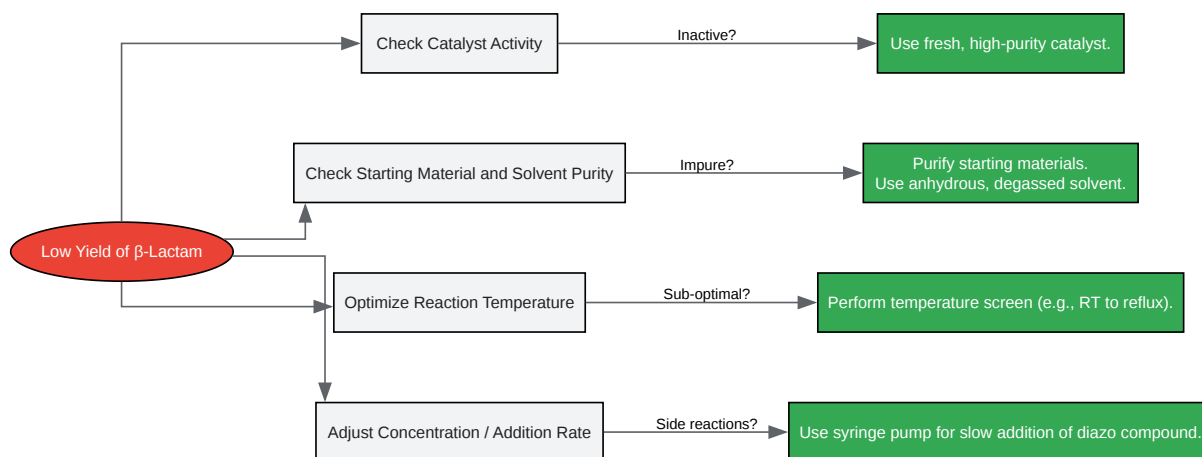 Check Catalyst Activity
Inactive?
Use fresh, high-purity catalyst.
Check Starting Material and Solvent Purity
Impure?
Purify starting materials.
Use anhydrous, degassed solvent.
Low Yield of β-Lactam
Optimize Reaction Temperature
Sub-optimal?
Perform temperature screen (e.g., RT to reflux).
Adjust Concentration / Addition Rate
Side reactions?
Use syringe pump for slow addition of diazo compound.